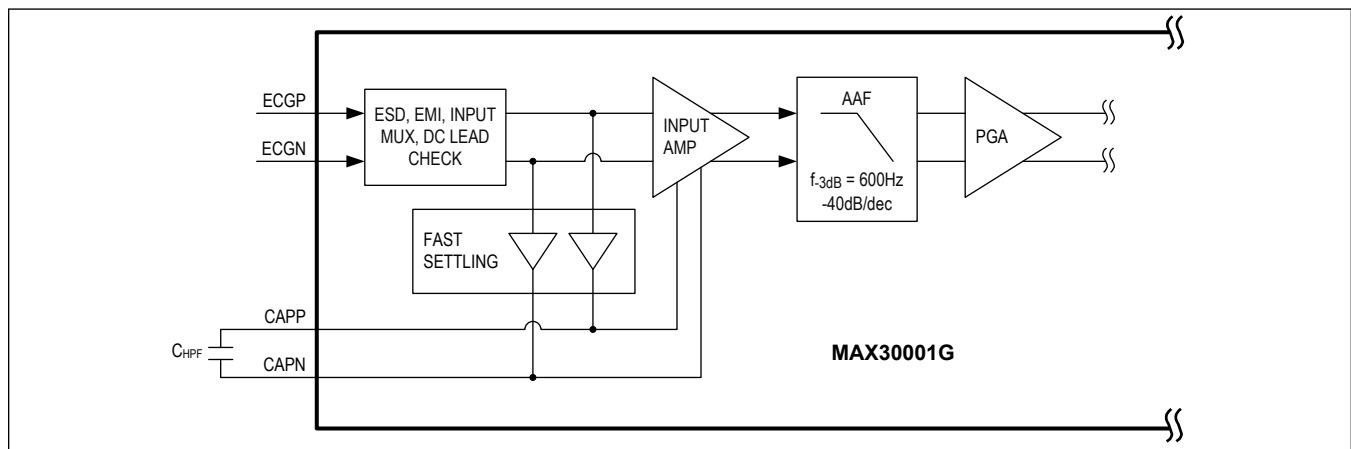 ECGP
ECGN
ESD, EMI, INPUT
MUX, DC LEAD
CHECK
INPUT
AMP
AAF
f-3dB = 600Hz
-40dB/dec
PGA
FAST
SETTLING
CAPP
CHPF
CAPN
MAX30001G